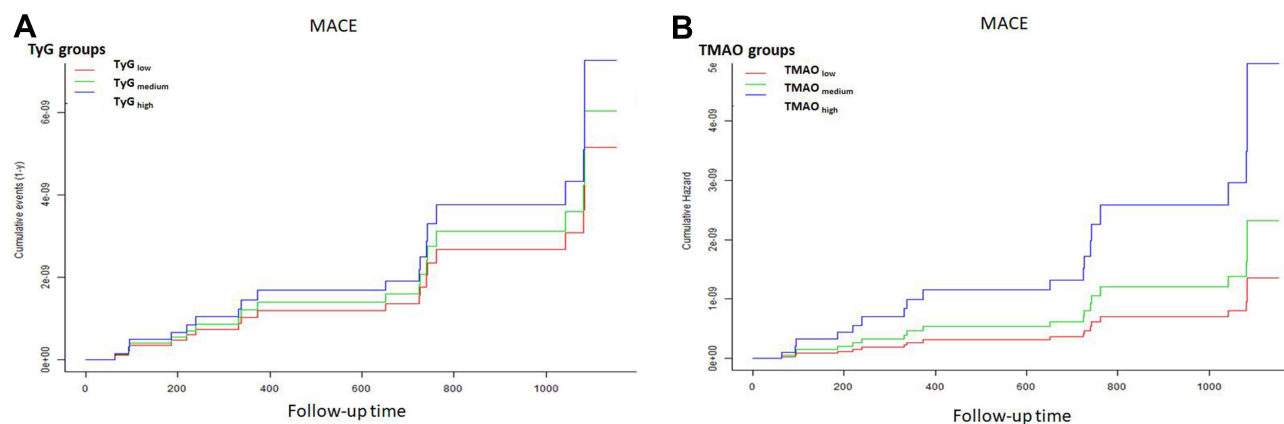 A
MACE
TyG groups
TyG low
TyG medium
TyG high
Cumulative events (1-y)
6e-09
4e-09
2e-09
0e+00
0 200 400 600 800 1000
Follow-up time
B
MACE
TMAO groups
TMAO low
TMAO medium
TMAO high
Cumulative Hazard
5e
4e-09
3e-09
2e-09
1e-09
0e+00
0 200 400 600 800 1000
Follow-up time